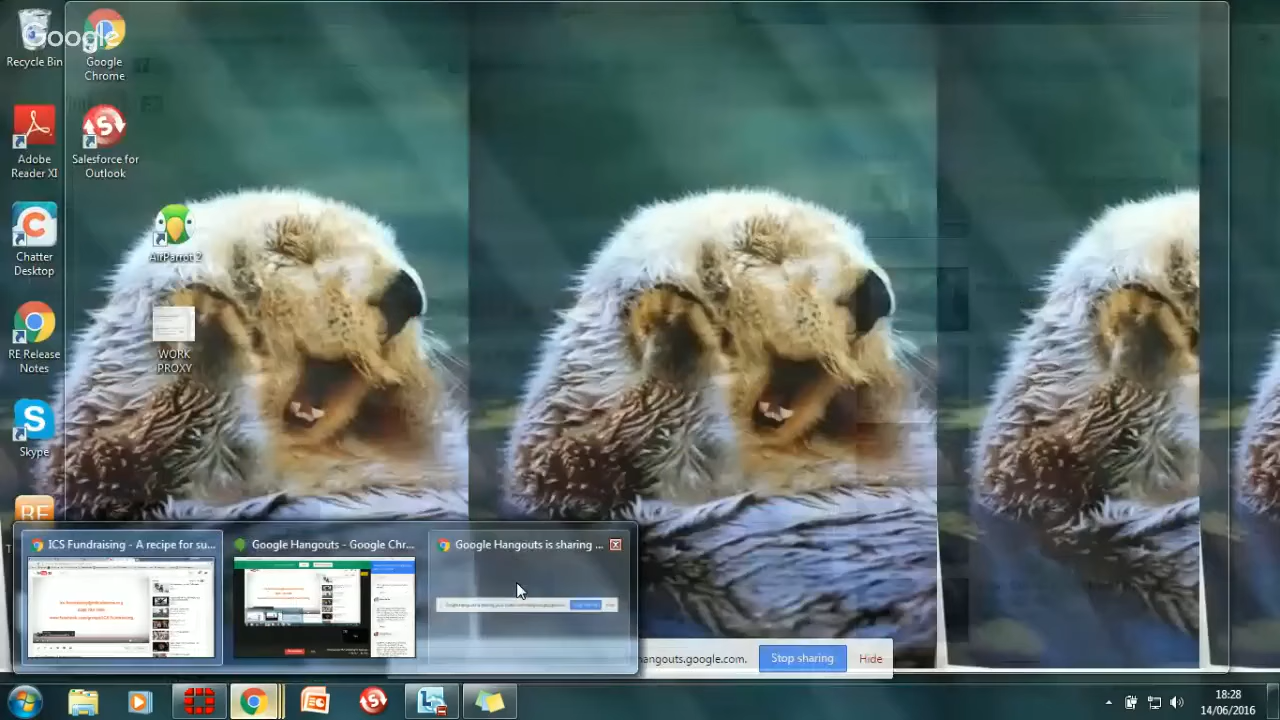 Google
Recycle Bin
Google
Chrome
Adobe
Reader XI
Salesforce for
Outlook
AirParrot 2
Chatter
Desktop
RE Release
Notes
WORK
PROXY
Skype
RE
ICS Fundraising - A recipe for su...
Google Hangouts - Google Chr...
Google Hangouts is sharing ...
hangouts.google.com.
Stop sharing
Hide
18:28
14/06/2016